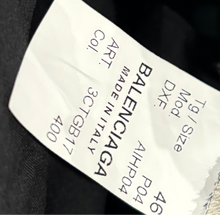 BALENCIAGA
MADE IN ITALY
ART. 3CTGB17
Col. 400
Tg / Size 46
Mod. P04
DXF AIHP04